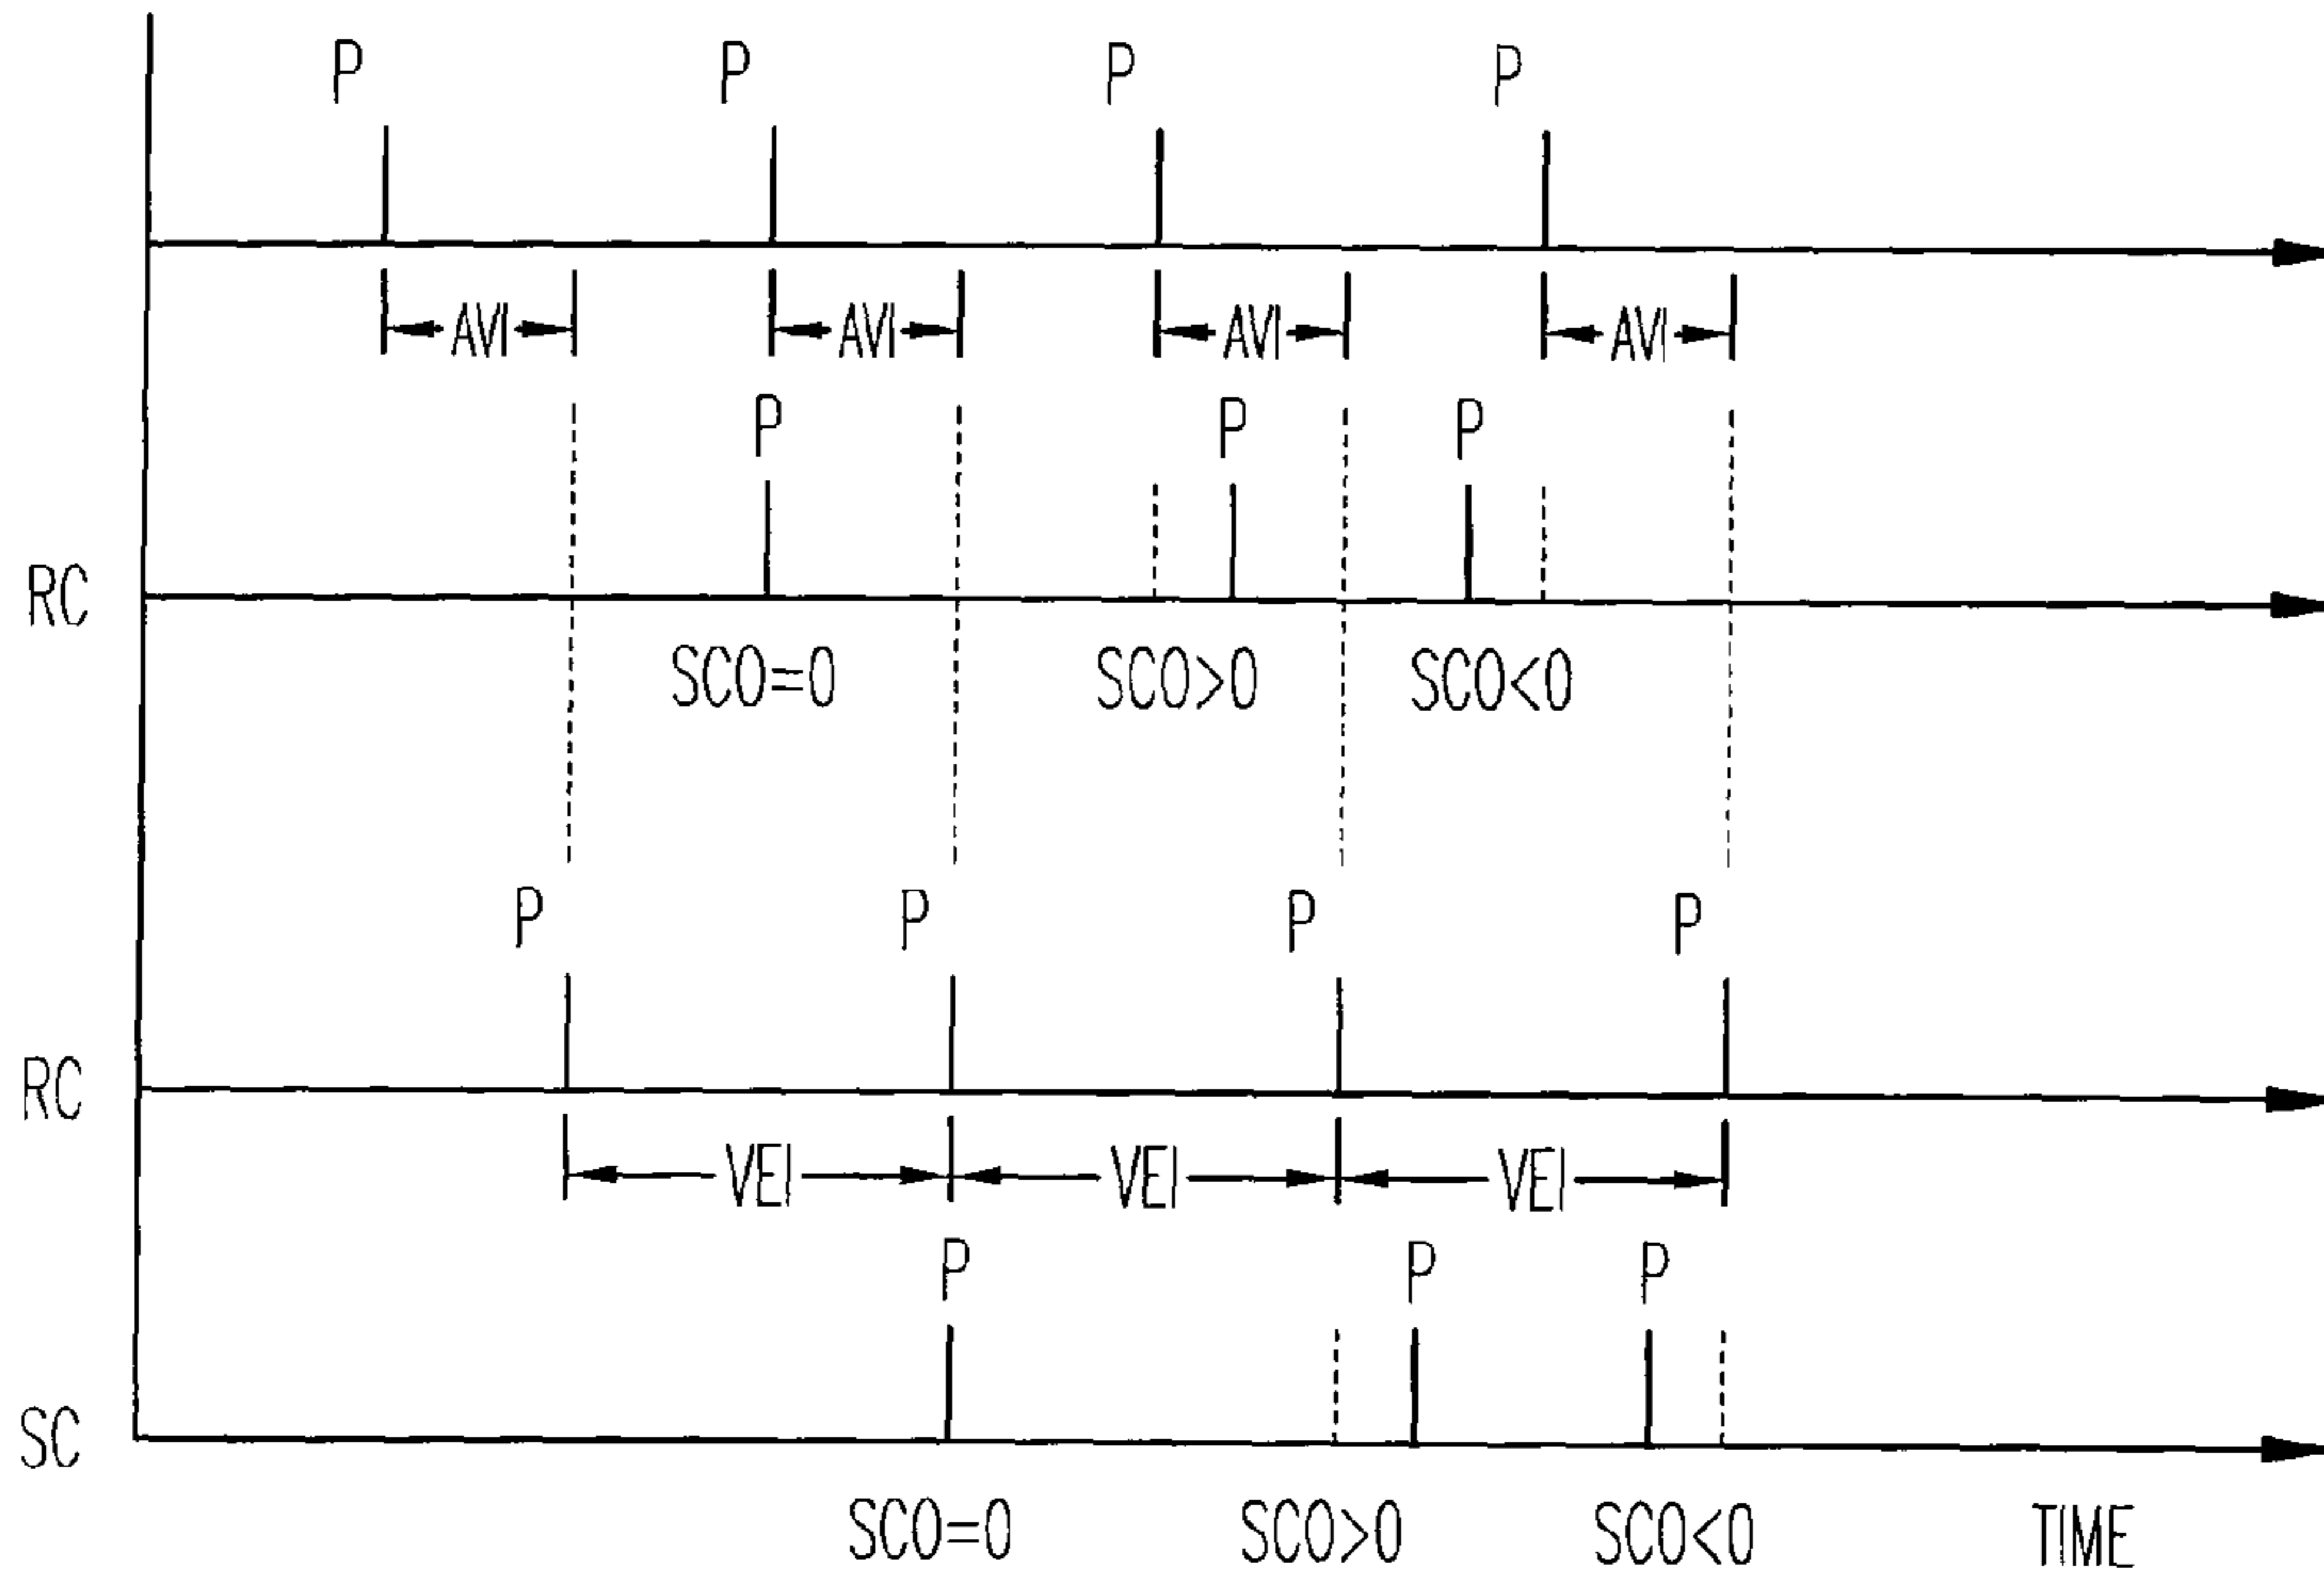 P P P P
AVI AVI AVI AVI
P P P
RC
SCO=0 SCO>0 SCO<0
P P P P
RC
VEI VEI VEI
P P P
SC
SCO=0 SCO>0 SCO<0 TIME